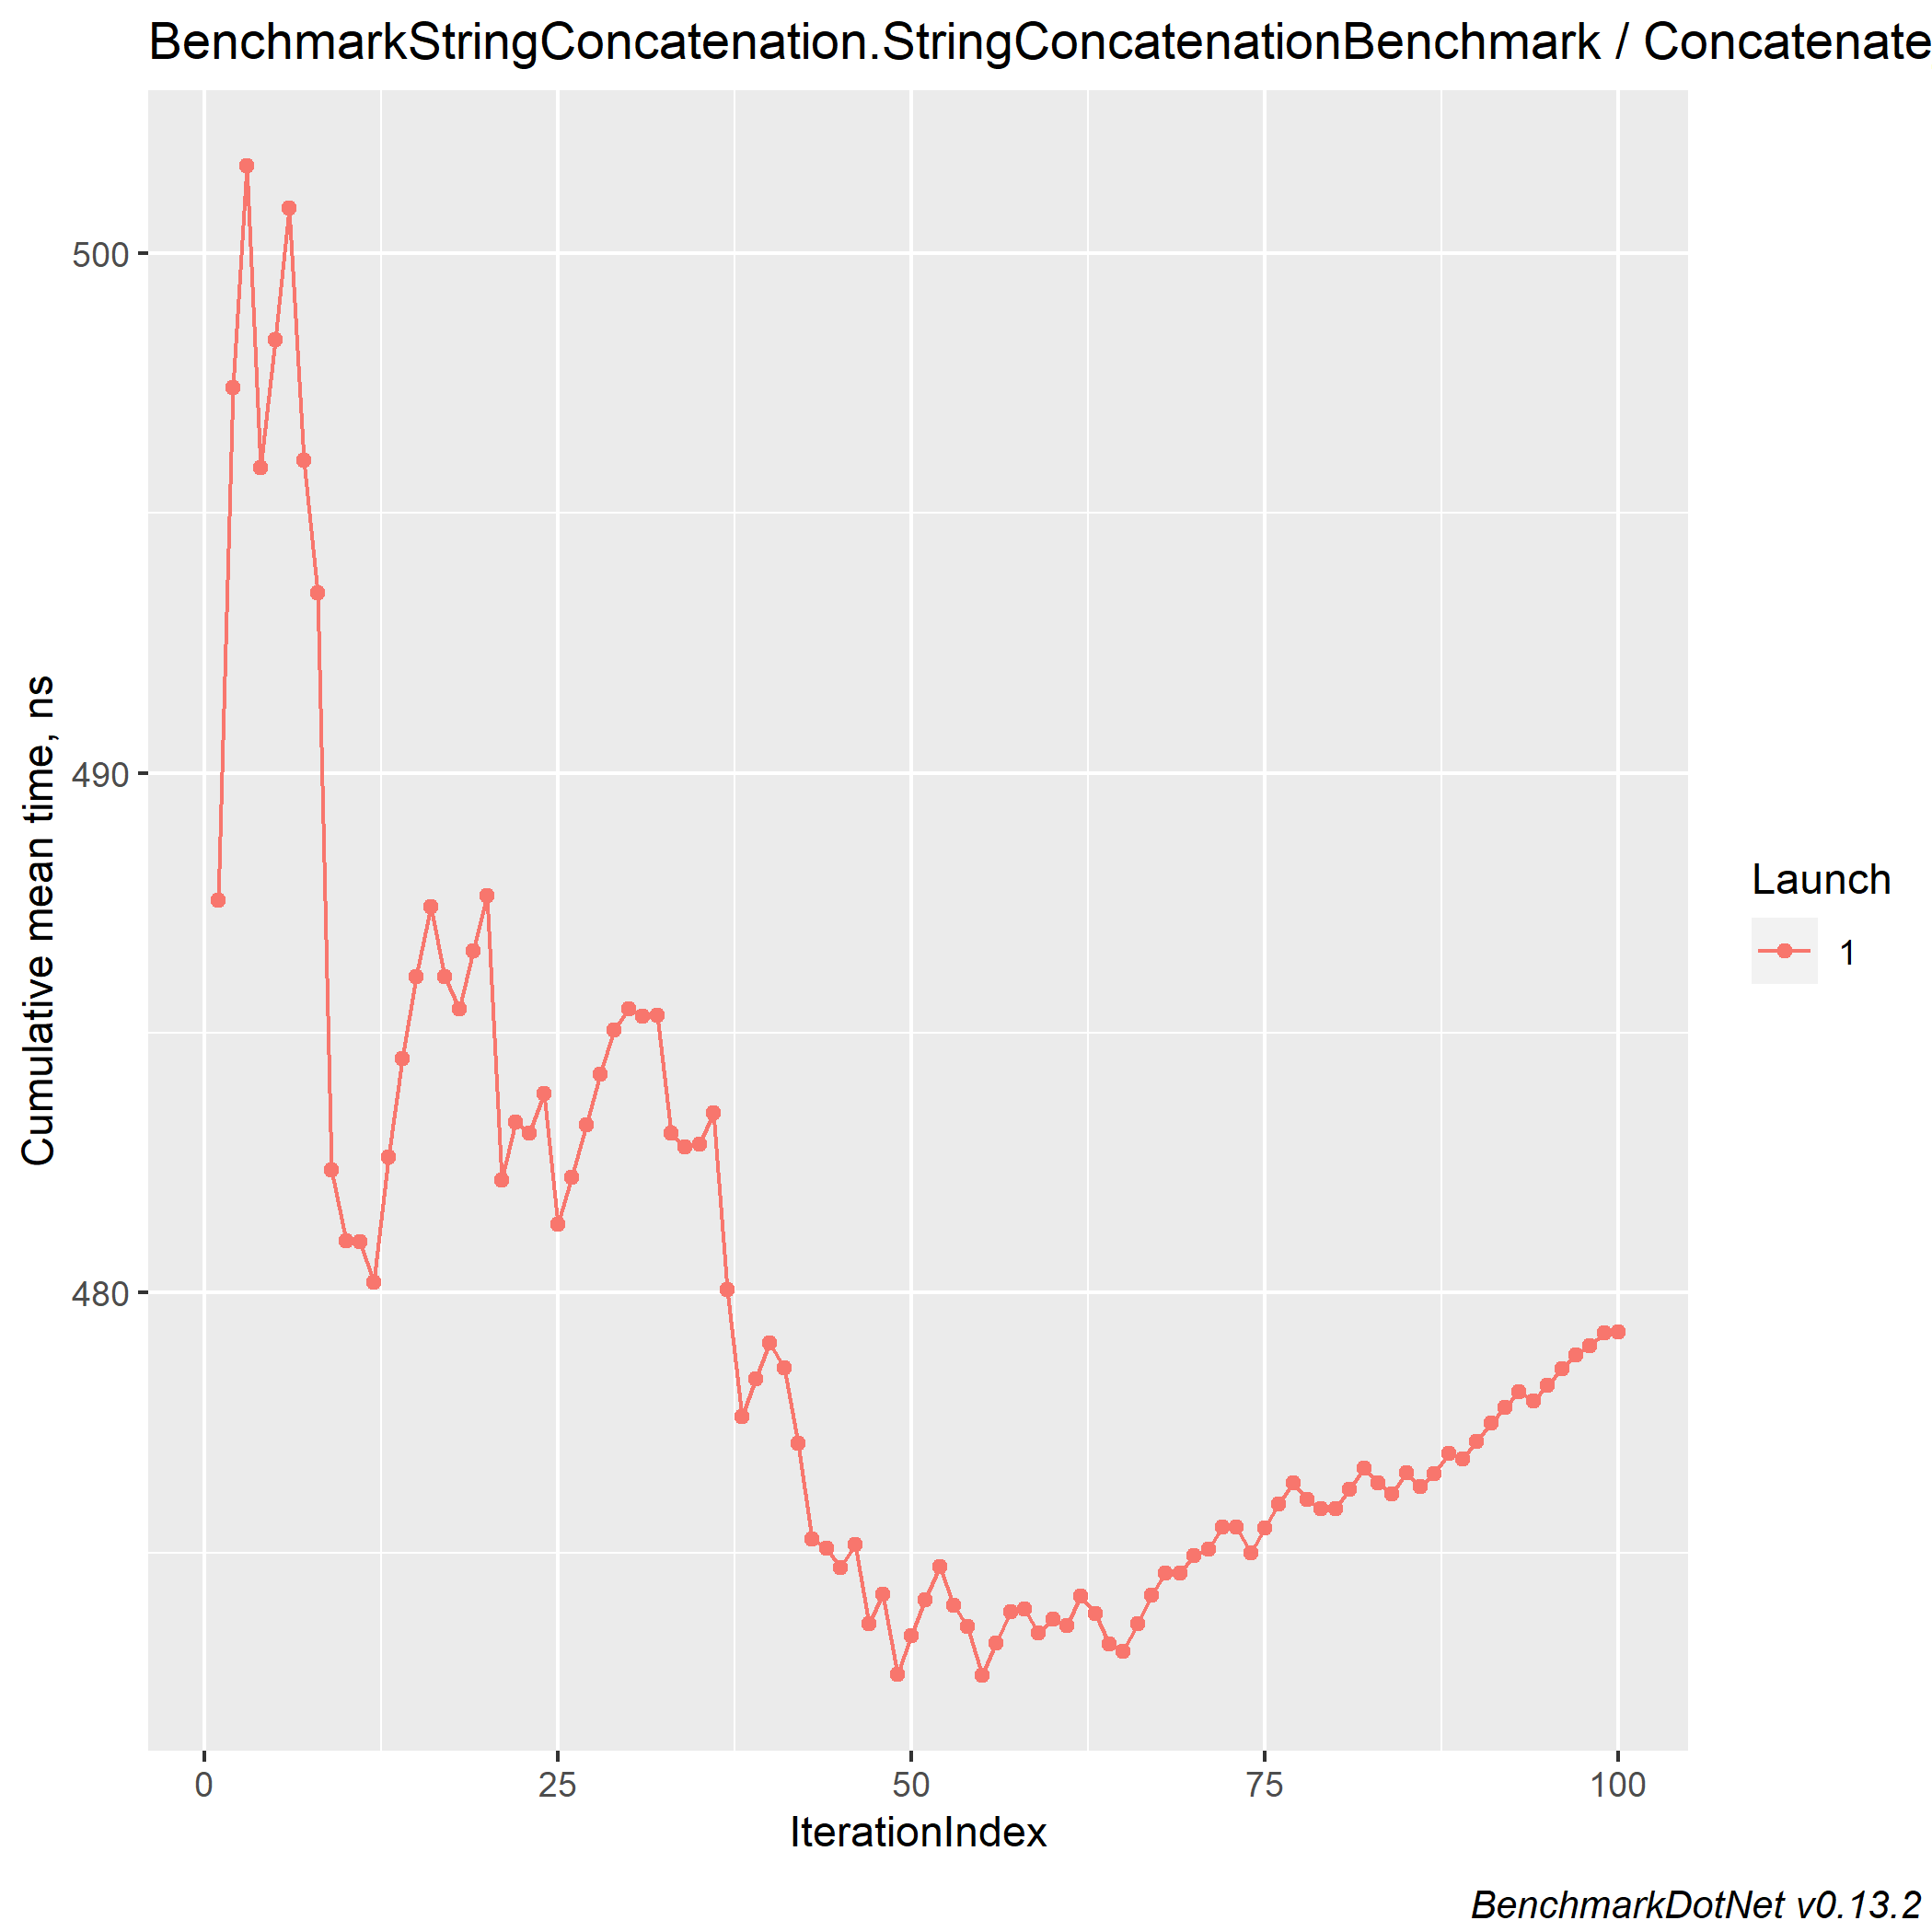 BenchmarkStringConcatenation.StringConcatenationBenchmark / Concatenate
500
490
480
Cumulative mean time, ns
0 25 50 75 100
IterationIndex
Launch
1
BenchmarkDotNet v0.13.2